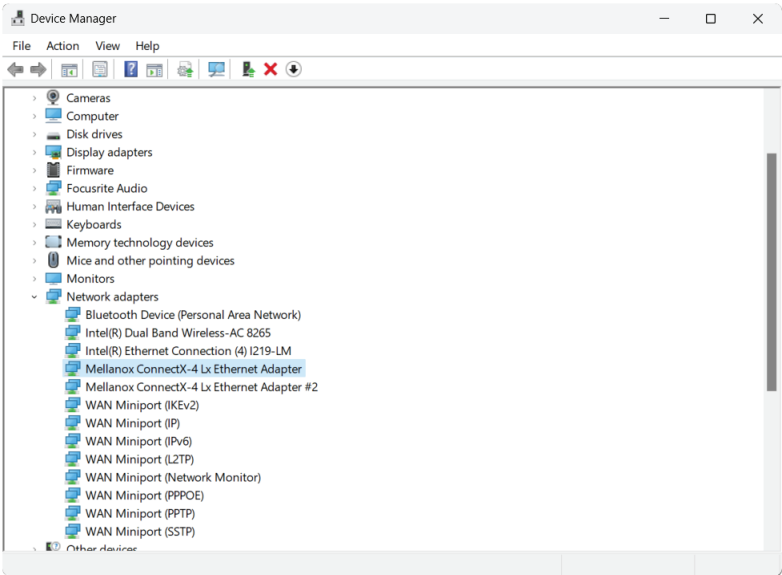 Device Manager
File Action View Help
Cameras
Computer
Disk drives
Display adapters
Firmware
Focusrite Audio
Human Interface Devices
Keyboards
Memory technology devices
Mice and other pointing devices
Monitors
Network adapters
Bluetooth Device (Personal Area Network)
Intel(R) Dual Band Wireless-AC 8265
Intel(R) Ethernet Connection (4) I219-LM
Mellanox ConnectX-4 Lx Ethernet Adapter
Mellanox ConnectX-4 Lx Ethernet Adapter #2
WAN Miniport (IKEv2)
WAN Miniport (IP)
WAN Miniport (IPv6)
WAN Miniport (L2TP)
WAN Miniport (Network Monitor)
WAN Miniport (PPPOE)
WAN Miniport (PPTP)
WAN Miniport (SSTP)
Other devices